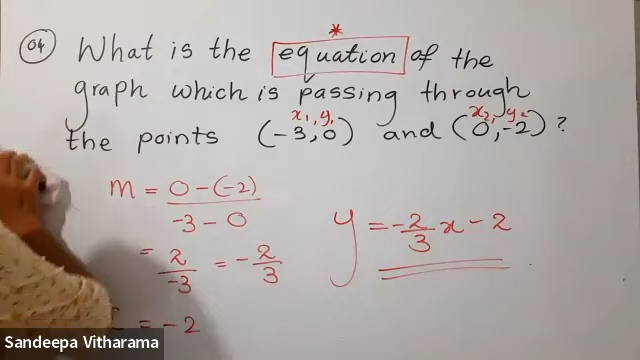 04 What is the equation of the
graph which is passing through
x₁, y₁ x₂, y₂
the points (-3, 0) and (0, -2) ?
m = 0 - (-2) / -3 - 0
= 2 / -3 = - 2/3
y = - 2/3 x - 2
= - 2
Sandeepa Vitharama